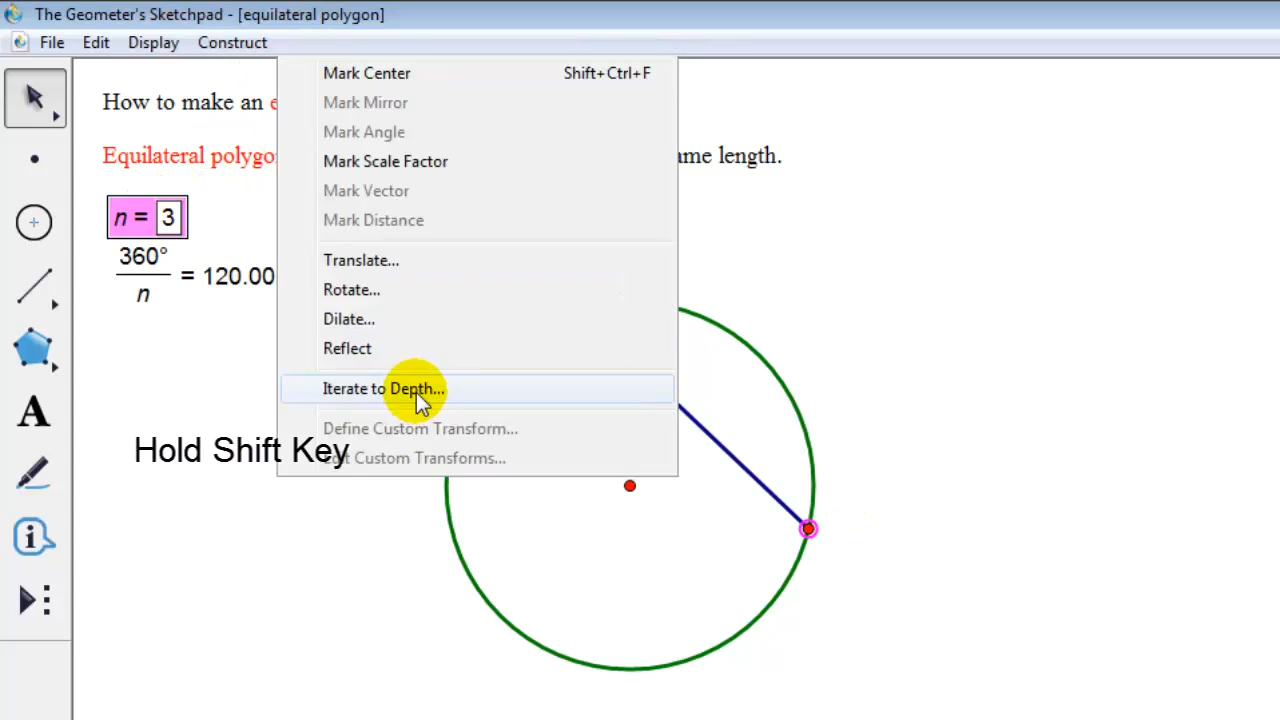 The Geometer's Sketchpad - [equilateral polygon]
File Edit Display Construct
Mark Center Shift+Ctrl+F
How to make an
Mark Mirror
Mark Angle
Equilateral polygo ame length.
Mark Scale Factor
Mark Vector
n = 3
Mark Distance
360°
n
= 120.00
Translate...
Rotate...
Dilate...
Reflect
Iterate to Depth...
Define Custom Transform...
Hold Shift Key
Edit Custom Transforms...
A
i